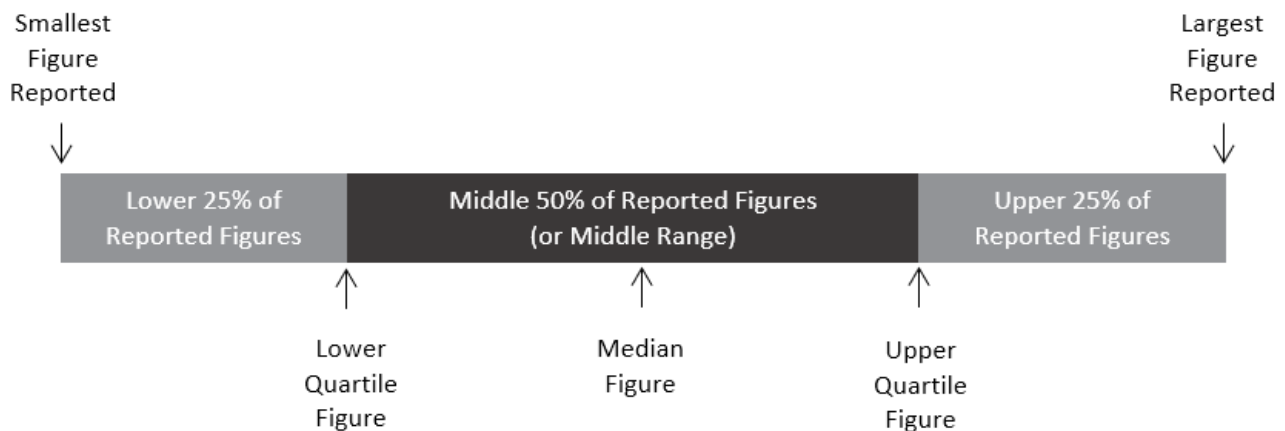 Smallest
Figure
Reported
Largest
Figure
Reported
Lower 25% of
Reported Figures
Middle 50% of Reported Figures
(or Middle Range)
Upper 25% of
Reported Figures
Lower
Quartile
Figure
Median
Figure
Upper
Quartile
Figure